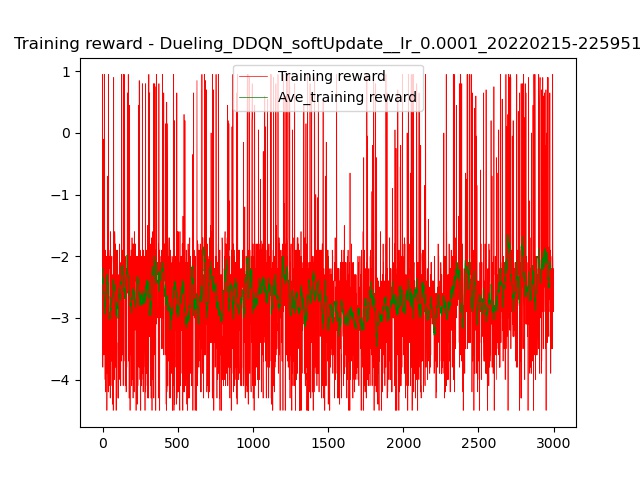 Training reward - Dueling_DDQN_softUpdate__lr_0.0001_20220215-225951
Training reward
Ave_training reward
1
0
−1
−2
−3
−4
0 500 1000 1500 2000 2500 3000